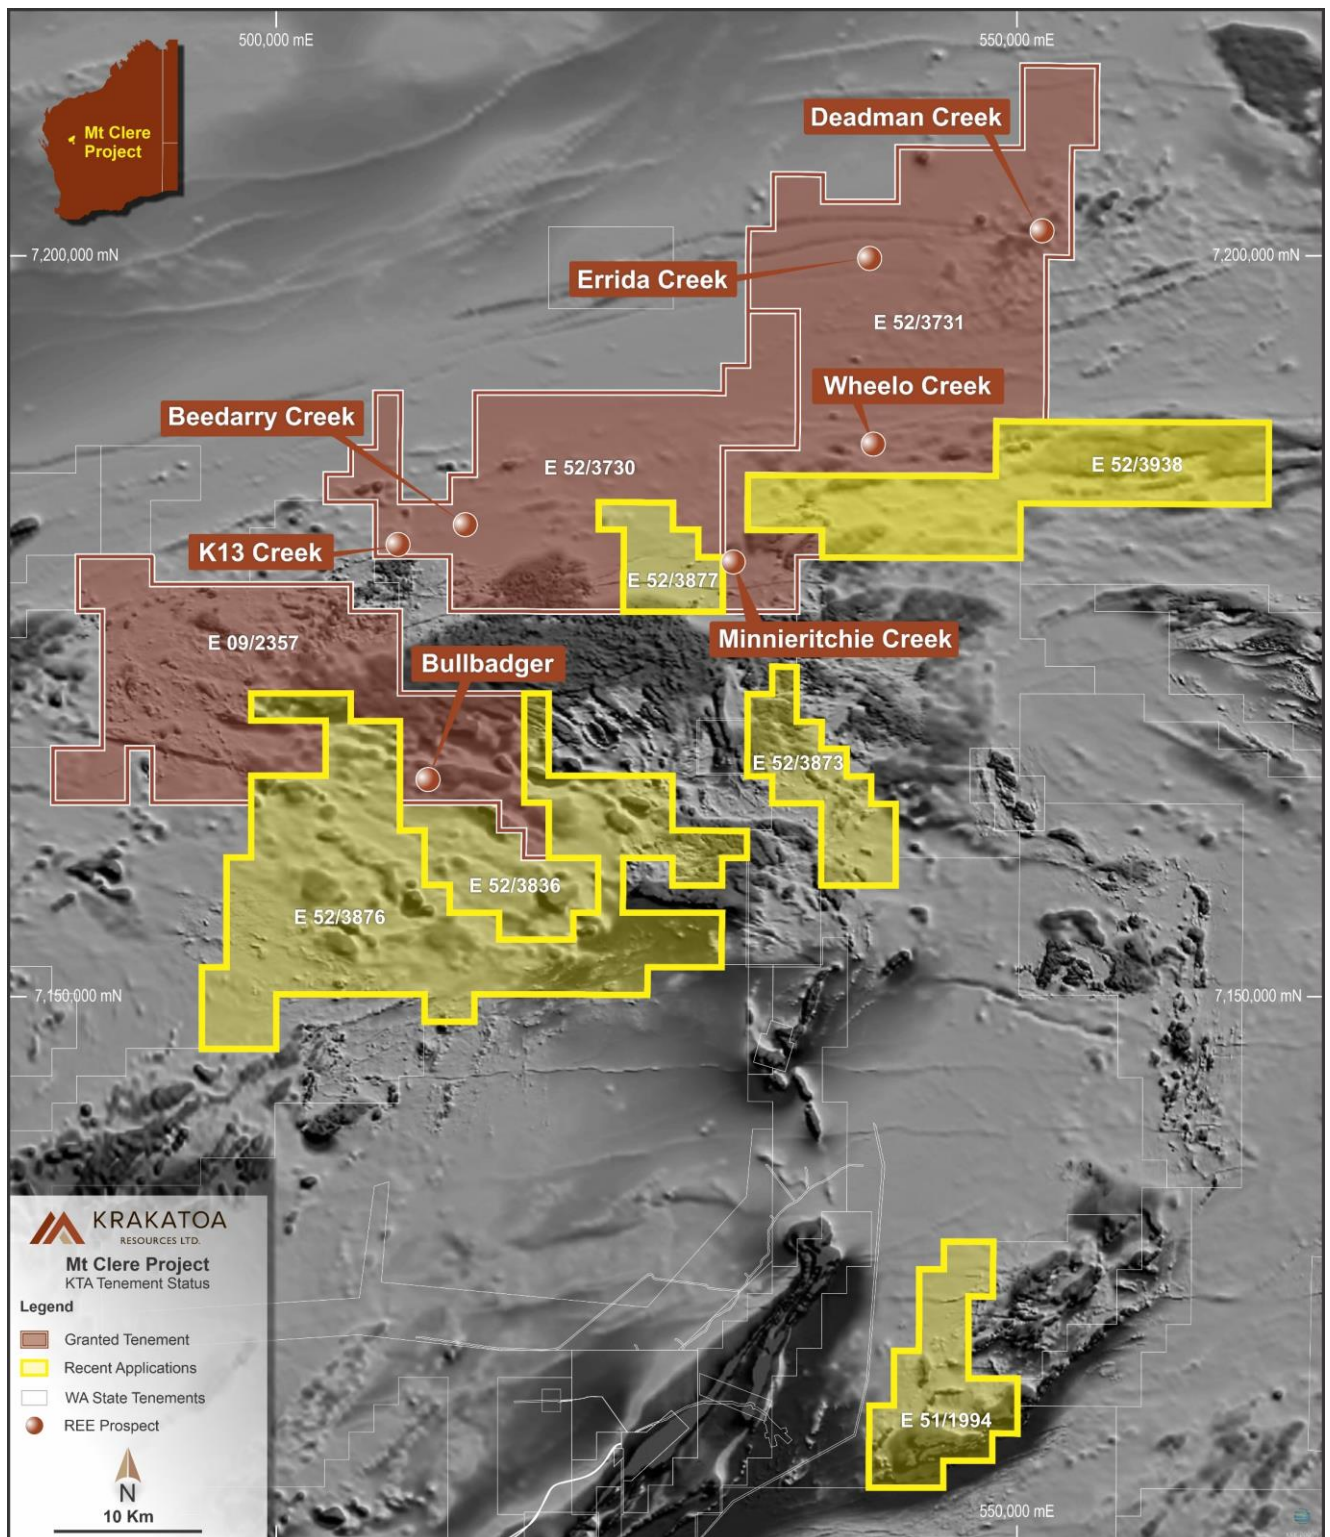 500,000 mE
550,000 mE
Mt Clere
Project
Deadman Creek
7,200,000 mN
7,200,000 mN
Errida Creek
E 52/3731
Wheelo Creek
Beedarry Creek
E 52/3730
E 52/3938
K13 Creek
E 52/3877
Minnieritchie Creek
E 09/2357
Bullbadger
E 52/3873
E 52/3836
E 52/3876
7,150,000 mN
7,150,000 mN
KRAKATOA
RESOURCES LTD.
Mt Clere Project
KTA Tenement Status
Legend
Granted Tenement
Recent Applications
WA State Tenements
REE Prospect
N
10 Km
E 51/1994
550,000 mE